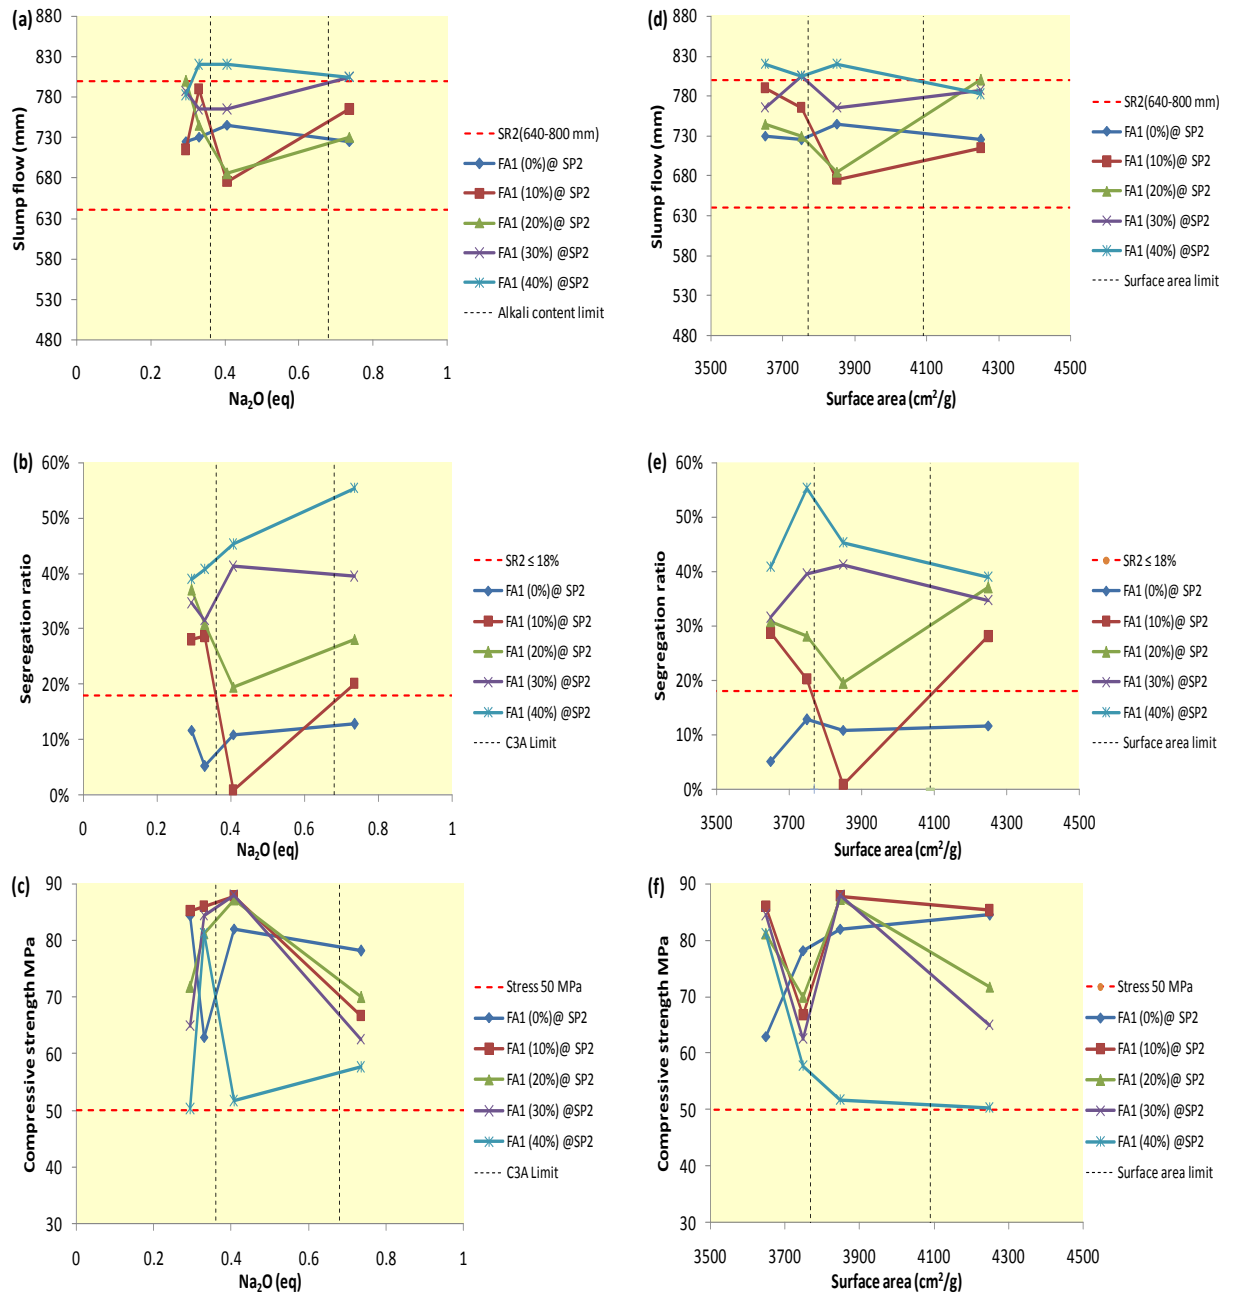 (a)
880
830
780
730
680
630
580
530
480
Slump flow (mm)
0
0.2
0.4
0.6
0.8
1
Na₂O (eq)
SR2(640-800 mm)
FA1 (0%)@ SP2
FA1 (10%)@ SP2
FA1 (20%)@ SP2
FA1 (30%) @SP2
FA1 (40%) @SP2
Alkali content limit
(d)
880
830
780
730
680
630
580
530
480
Slump flow (mm)
3500
3700
3900
4100
4300
4500
Surface area (cm²/g)
SR2(640-800 mm)
FA1 (0%)@ SP2
FA1 (10%)@ SP2
FA1 (20%)@ SP2
FA1 (30%) @SP2
FA1 (40%) @SP2
Surface area limit
(b)
60%
50%
40%
30%
20%
10%
0%
Segregation ratio
0
0.2
0.4
0.6
0.8
1
Na₂O (eq)
SR2 ≤ 18%
FA1 (0%)@ SP2
FA1 (10%)@ SP2
FA1 (20%)@ SP2
FA1 (30%) @SP2
FA1 (40%) @SP2
C3A Limit
(e)
60%
50%
40%
30%
20%
10%
0%
Segregation ratio
3500
3700
3900
4100
4300
4500
Surface area (cm²/g)
SR2 ≤ 18%
FA1 (0%)@ SP2
FA1 (10%)@ SP2
FA1 (20%)@ SP2
FA1 (30%) @SP2
FA1 (40%) @SP2
Surface area limit
(c)
90
80
70
60
50
40
30
Compressive strength MPa
0
0.2
0.4
0.6
0.8
1
Na₂O (eq)
Stress 50 MPa
FA1 (0%)@ SP2
FA1 (10%)@ SP2
FA1 (20%)@ SP2
FA1 (30%) @SP2
FA1 (40%) @SP2
C3A Limit
(f)
90
80
70
60
50
40
30
Compressive strength MPa
3500
3700
3900
4100
4300
4500
Surface area (cm²/g)
Stress 50 MPa
FA1 (0%)@ SP2
FA1 (10%)@ SP2
FA1 (20%)@ SP2
FA1 (30%) @SP2
FA1 (40%) @SP2
Surface area limit